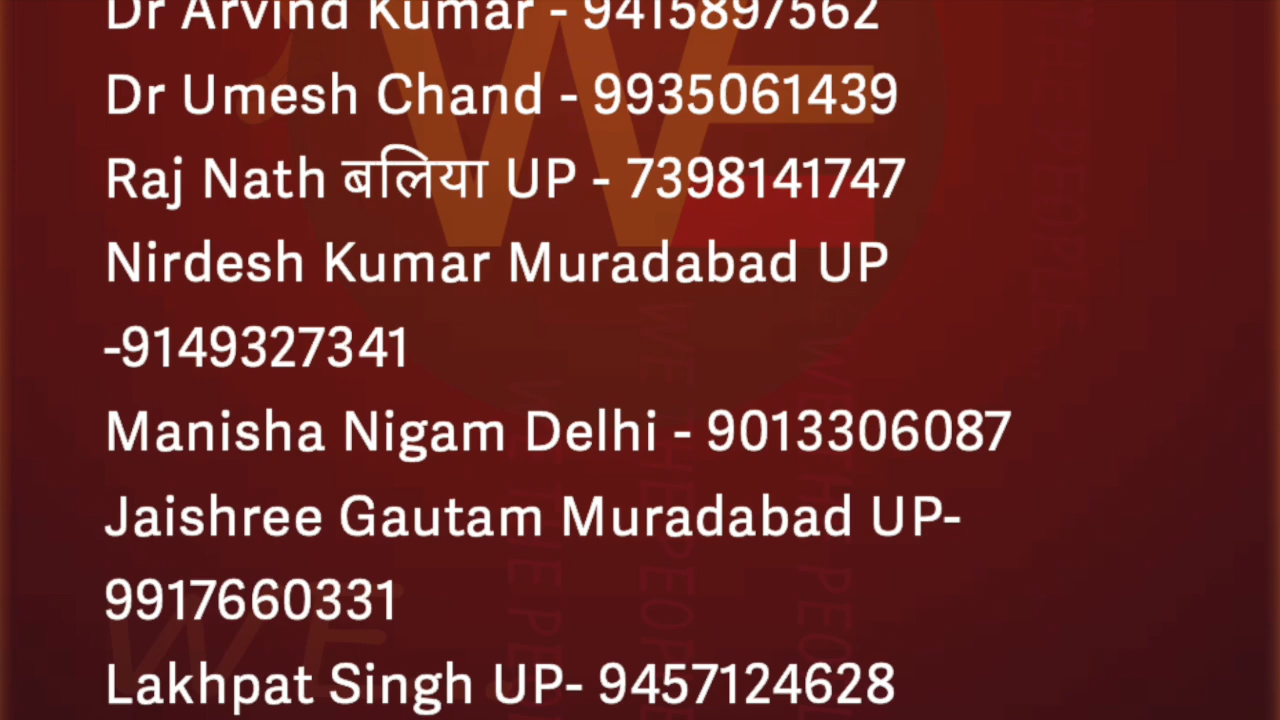 Dr Arvind Kumar - 9415897562
Dr Umesh Chand - 9935061439
Raj Nath बलिया UP - 7398141747
Nirdesh Kumar Muradabad UP
-9149327341
Manisha Nigam Delhi - 9013306087
Jaishree Gautam Muradabad UP-
9917660331
Lakhpat Singh UP- 9457124628